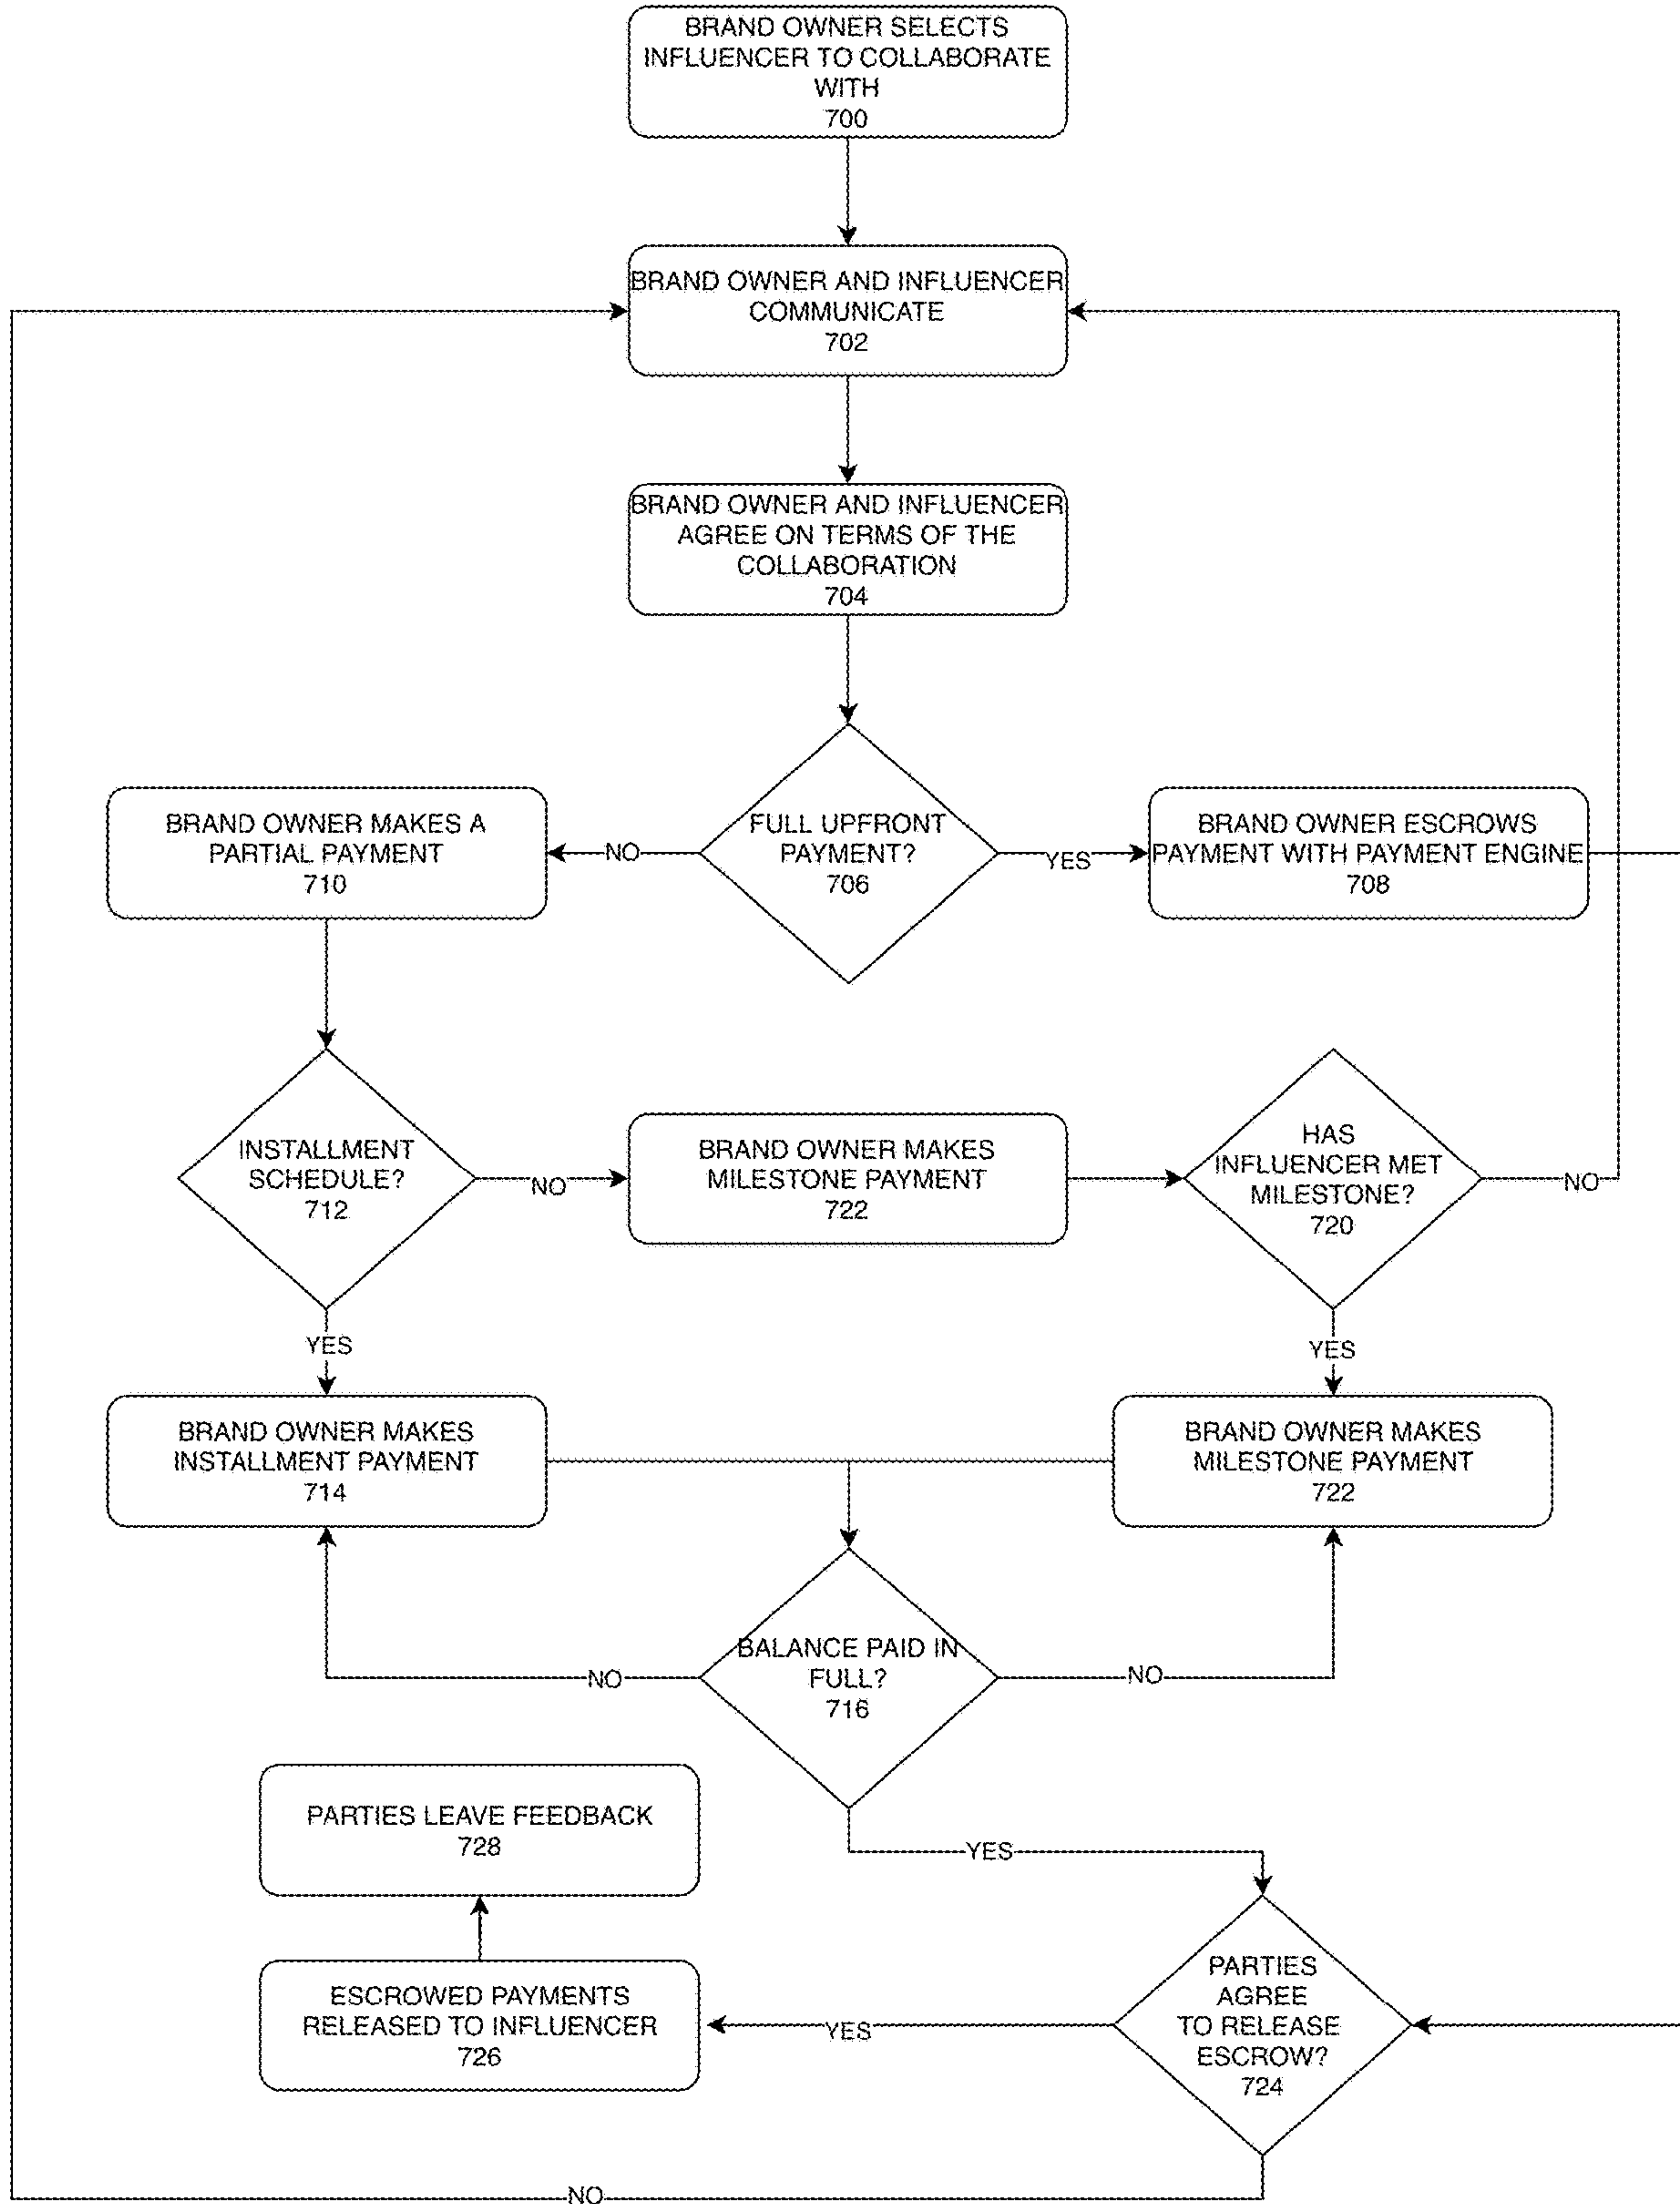 BRAND OWNER SELECTS
INFLUENCER TO COLLABORATE
WITH
700
BRAND OWNER AND INFLUENCER
COMMUNICATE
702
BRAND OWNER AND INFLUENCER
AGREE ON TERMS OF THE
COLLABORATION
704
BRAND OWNER MAKES A
PARTIAL PAYMENT
710
NO
FULL UPFRONT
PAYMENT?
706
YES
BRAND OWNER ESCROWS
PAYMENT WITH PAYMENT ENGINE
708
INSTALLMENT
SCHEDULE?
712
NO
BRAND OWNER MAKES
MILESTONE PAYMENT
722
HAS
INFLUENCER MET
MILESTONE?
720
NO
YES
YES
BRAND OWNER MAKES
INSTALLMENT PAYMENT
714
BRAND OWNER MAKES
MILESTONE PAYMENT
722
NO
BALANCE PAID IN
FULL?
716
NO
PARTIES LEAVE FEEDBACK
728
YES
ESCROWED PAYMENTS
RELEASED TO INFLUENCER
726
YES
PARTIES
AGREE
TO RELEASE
ESCROW?
724
NO